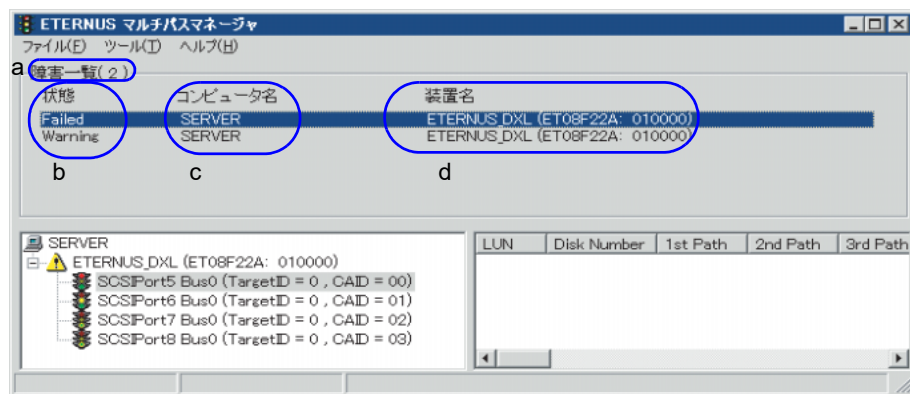 ETERNUS マルチパスマネージャ
ファイル(F) ツール(T) ヘルプ(H)
a 障害一覧( 2 )
状態 コンピュータ名 装置名
Failed SERVER ETERNUS_DXL (ET08F22A: 010000)
Warning SERVER ETERNUS_DXL (ET08F22A: 010000)
b c d
SERVER
ETERNUS_DXL (ET08F22A: 010000)
SCSIPort5 Bus0 (TargetID = 0 , CAID = 00)
SCSIPort6 Bus0 (TargetID = 0 , CAID = 01)
SCSIPort7 Bus0 (TargetID = 0 , CAID = 02)
SCSIPort8 Bus0 (TargetID = 0 , CAID = 03)
LUN Disk Number 1st Path 2nd Path 3rd Path